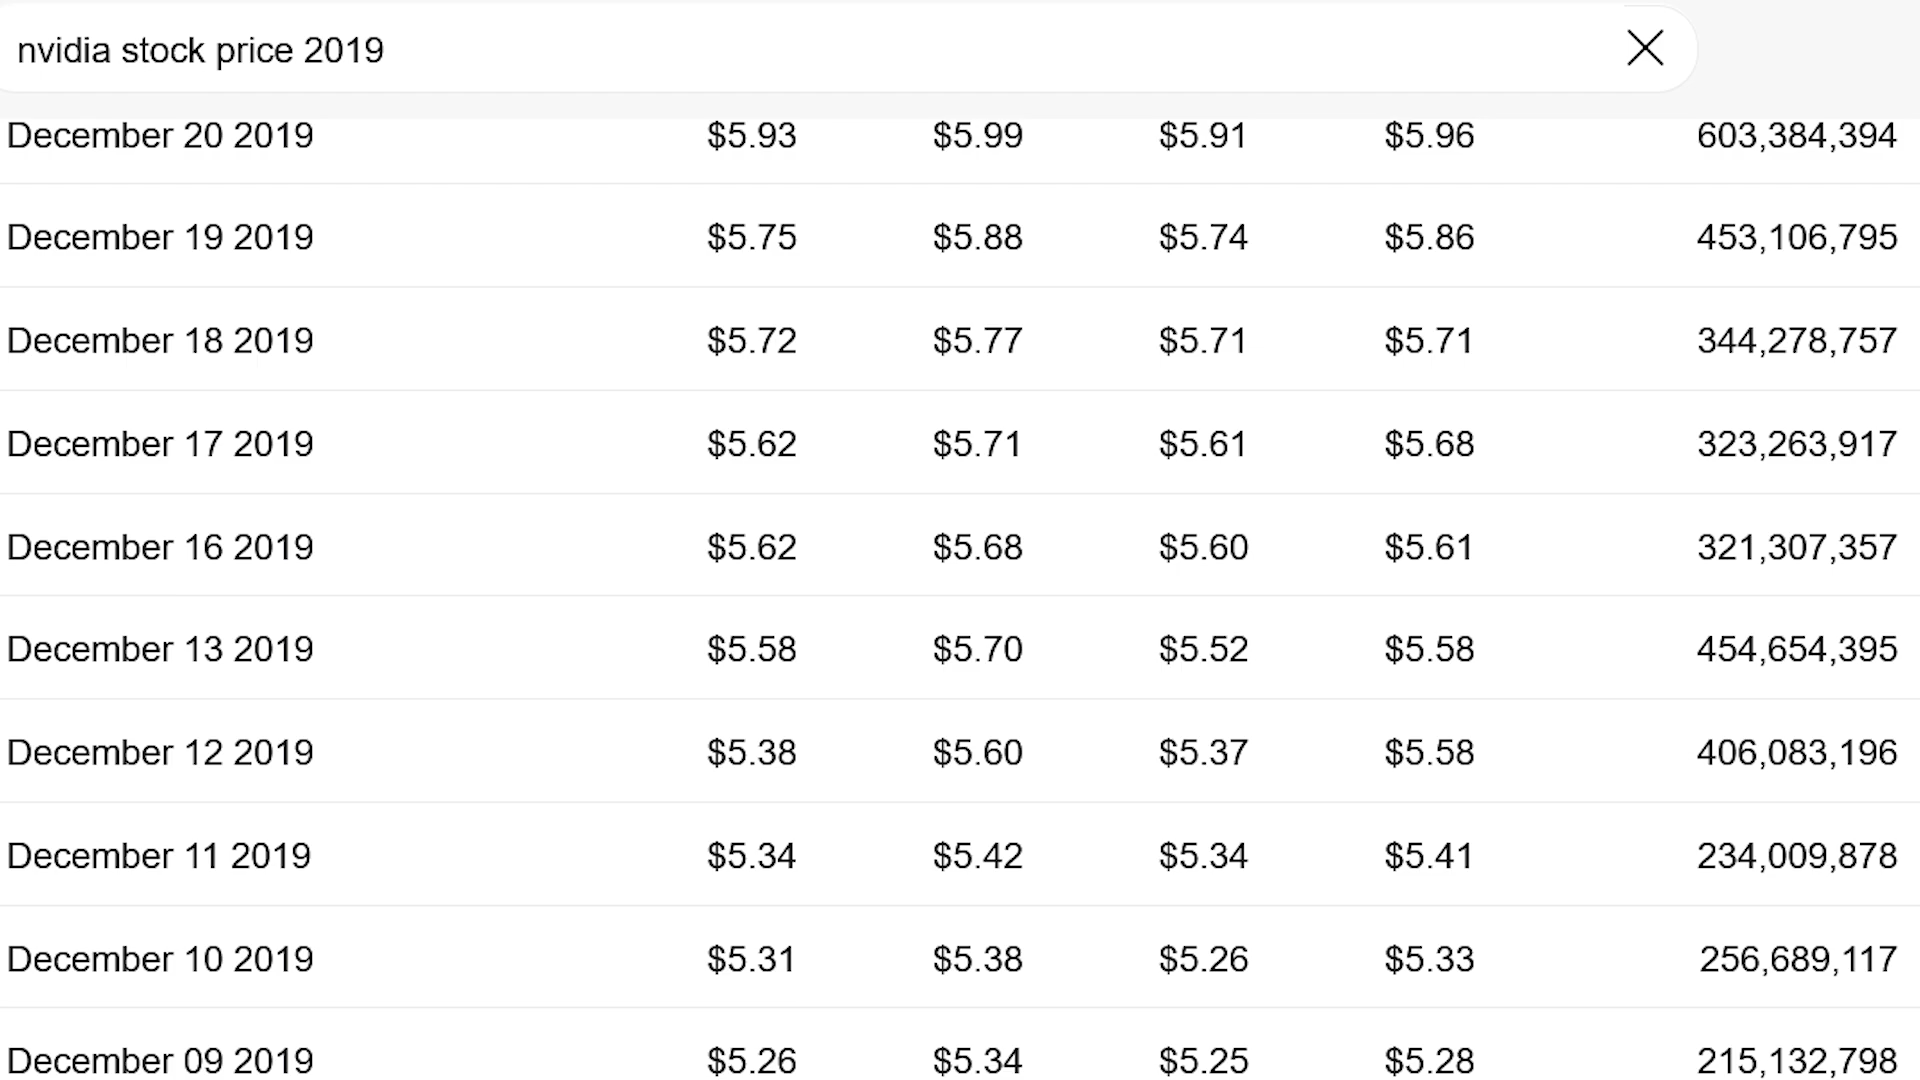 nvidia stock price 2019
December 20 2019 $5.93 $5.99 $5.91 $5.96 603,384,394
December 19 2019 $5.75 $5.88 $5.74 $5.86 453,106,795
December 18 2019 $5.72 $5.77 $5.71 $5.71 344,278,757
December 17 2019 $5.62 $5.71 $5.61 $5.68 323,263,917
December 16 2019 $5.62 $5.68 $5.60 $5.61 321,307,357
December 13 2019 $5.58 $5.70 $5.52 $5.58 454,654,395
December 12 2019 $5.38 $5.60 $5.37 $5.58 406,083,196
December 11 2019 $5.34 $5.42 $5.34 $5.41 234,009,878
December 10 2019 $5.31 $5.38 $5.26 $5.33 256,689,117
December 09 2019 $5.26 $5.34 $5.25 $5.28 215,132,798